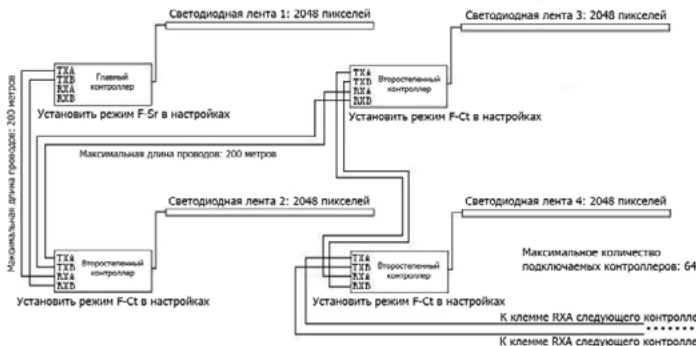 Светодиодная лента 1: 2048 пикселей
Светодиодная лента 3: 2048 пикселей
TXA
TXB
RXA
RXB
Главный
контроллер
TXA
TXB
RXA
RXB
Второстепенный
контроллер
Установить режим F-Sr в настройках
Установить режим F-Ct в настройках
Максимальная длина проводов: 200 метров
Максимальная длина проводов: 200 метров
Светодиодная лента 2: 2048 пикселей
Светодиодная лента 4: 2048 пикселей
TXA
TXB
RXA
RXB
Второстепенный
контроллер
TXA
TXB
RXA
RXB
Второстепенный
контроллер
Максимальное количество
подключаемых контроллеров: 64
Установить режим F-Ct в настройках
Установить режим F-Ct в настройках
К клемме RXA следующего контролле
К клемме RXA следующего контролле